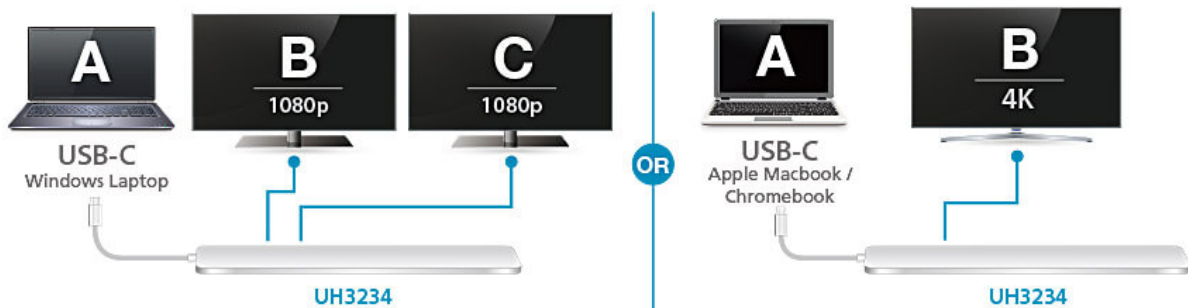 A
B
1080p
C
1080p
USB-C
Windows Laptop
UH3234
OR
A
B
4K
USB-C
Apple Macbook /
Chromebook
UH3234